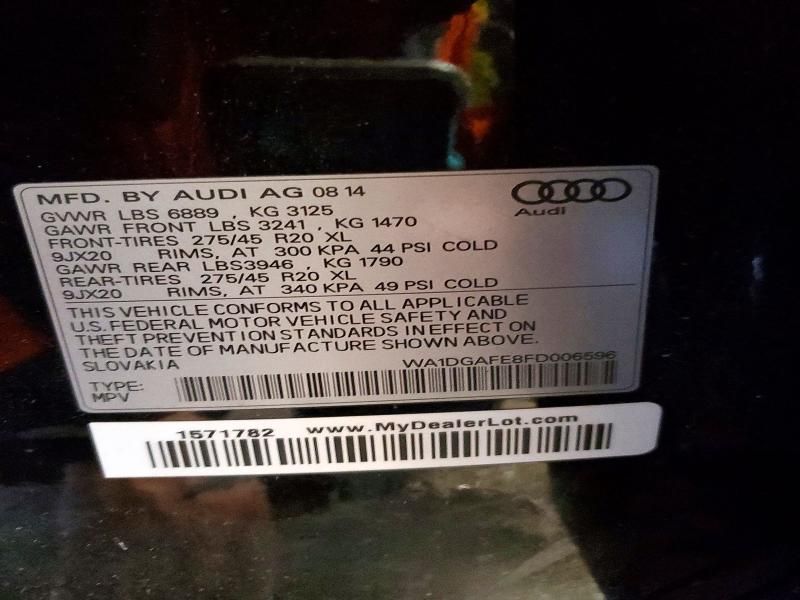 MFD. BY AUDI AG 08 14
Audi
GVWR LBS 6889 , KG 3125
GAWR FRONT LBS 3241 , KG 1470
FRONT-TIRES 275/45 R20 XL
9JX20 RIMS, AT 300 KPA 44 PSI COLD
GAWR REAR LBS3946 , KG 1790
REAR-TIRES 275/45 R20 XL
9JX20 RIMS, AT 340 KPA 49 PSI COLD
THIS VEHICLE CONFORMS TO ALL APPLICABLE
U.S. FEDERAL MOTOR VEHICLE SAFETY AND
THEFT PREVENTION STANDARDS IN EFFECT ON
THE DATE OF MANUFACTURE SHOWN ABOVE.
SLOVAKIA WA1DGAFE8FD006596
TYPE:
MPV
1571782 www.MyDealerLot.com